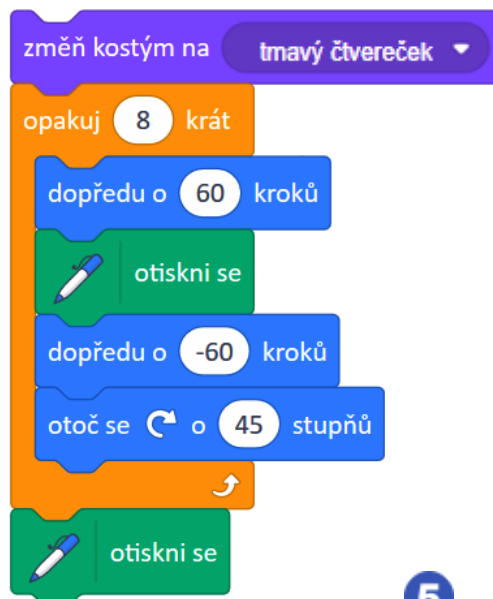 změň kostým na tmavý čtvereček
opakuj 8 krát
dopředu o 60 kroků
otiskni se
dopředu o -60 kroků
otoč se o 45 stupňů
otiskni se
5